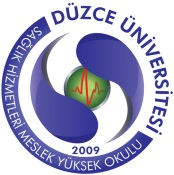 DÜZCE ÜNİVERSİTESİ
SAĞLIK HİZMETLERİ MESLEK YÜKSEK OKULU
2009